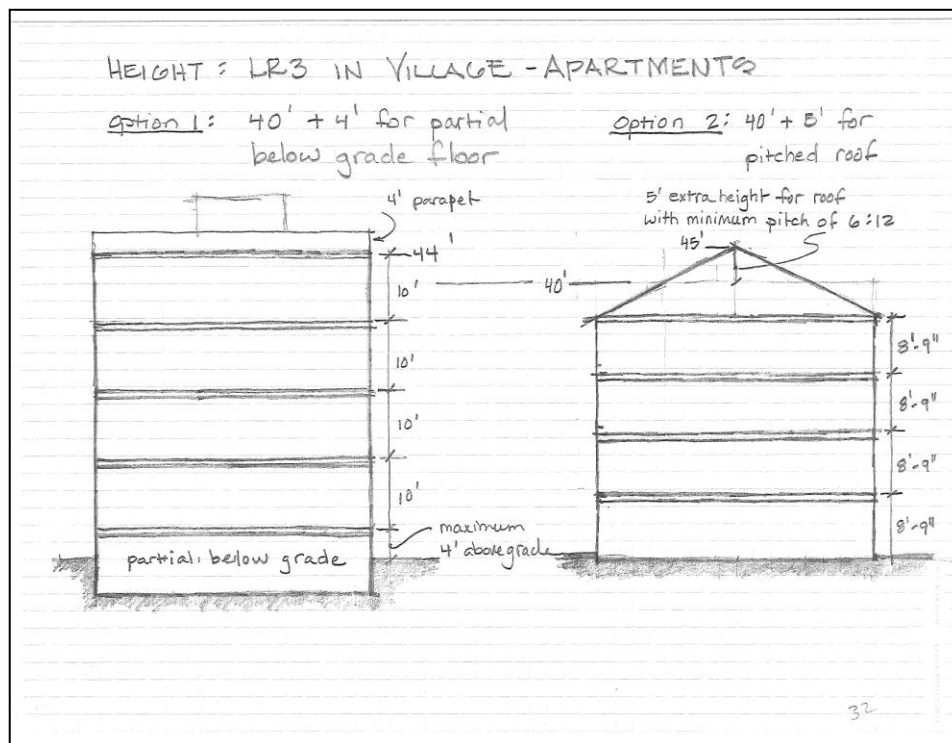 HEIGHT: LR3 IN VILLAGE - APARTMENTS
Option 1: 40' + 4' for partial
below grade floor
Option 2: 40' + 5' for
pitched roof
4' parapet
44'
10'
10'
10'
10'
maximum
4' above grade
partial: below grade
40'
5' extra height for roof
with minimum pitch of 6:12
45'
8'-9"
8'-9"
8'-9"
8'-9"
32